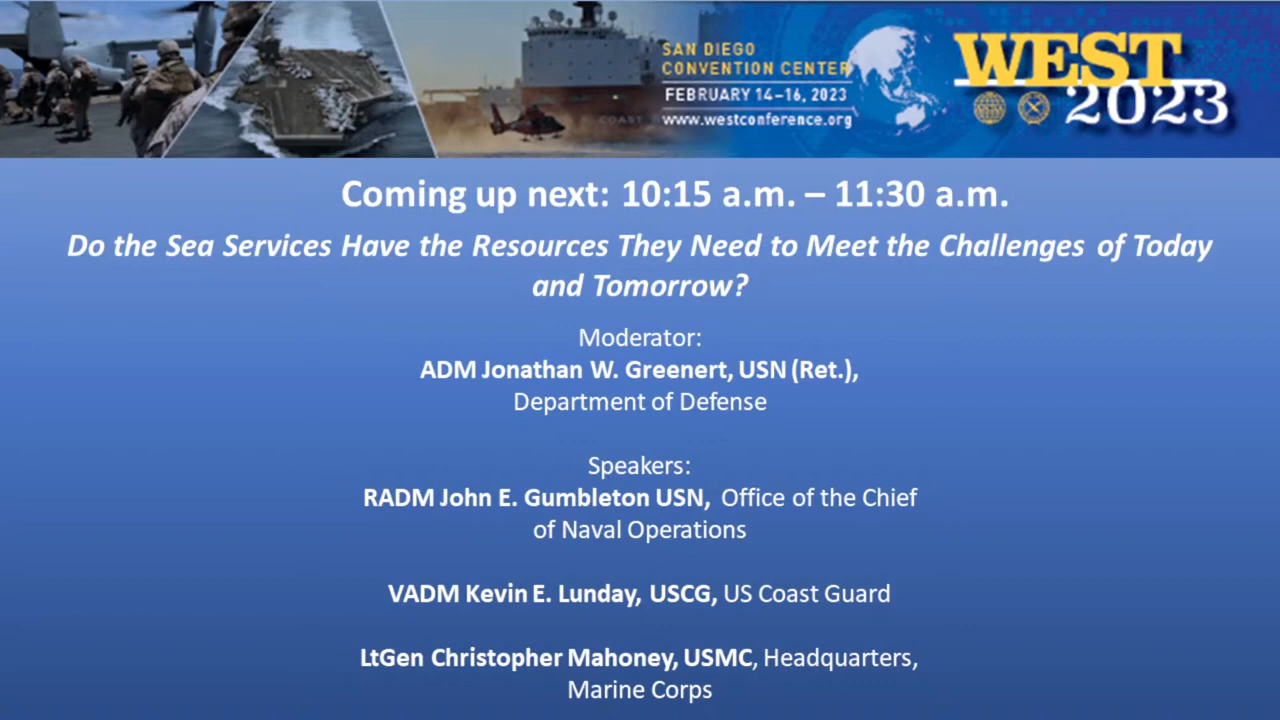 SAN DIEGO
CONVENTION CENTER
FEBRUARY 14–16, 2023
www.westconference.org
WEST
2023
COAST
Coming up next: 10:15 a.m. – 11:30 a.m.
Do the Sea Services Have the Resources They Need to Meet the Challenges of Today
and Tomorrow?
Moderator:
ADM Jonathan W. Greenert, USN (Ret.),
Department of Defense
Speakers:
RADM John E. Gumbleton USN, Office of the Chief
of Naval Operations
VADM Kevin E. Lunday, USCG, US Coast Guard
LtGen Christopher Mahoney, USMC, Headquarters,
Marine Corps